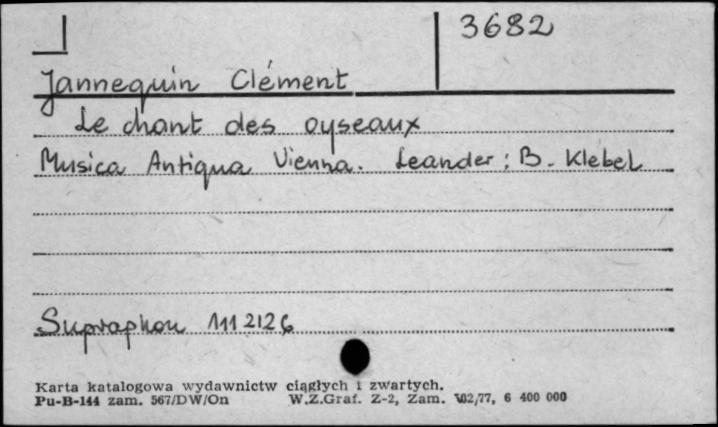 3682
Jannequin Clément
Le chant des oyseaux
Musica Antiqua Vienna. Leander: B. Klebel
Supraphon 1112126
Karta katalogowa wydawnictw ciągłych i zwartych.
Pu-B-144 zam. 567/DW/On W.Z.Graf. Z-2, Zam. 102/77, 6 400 000